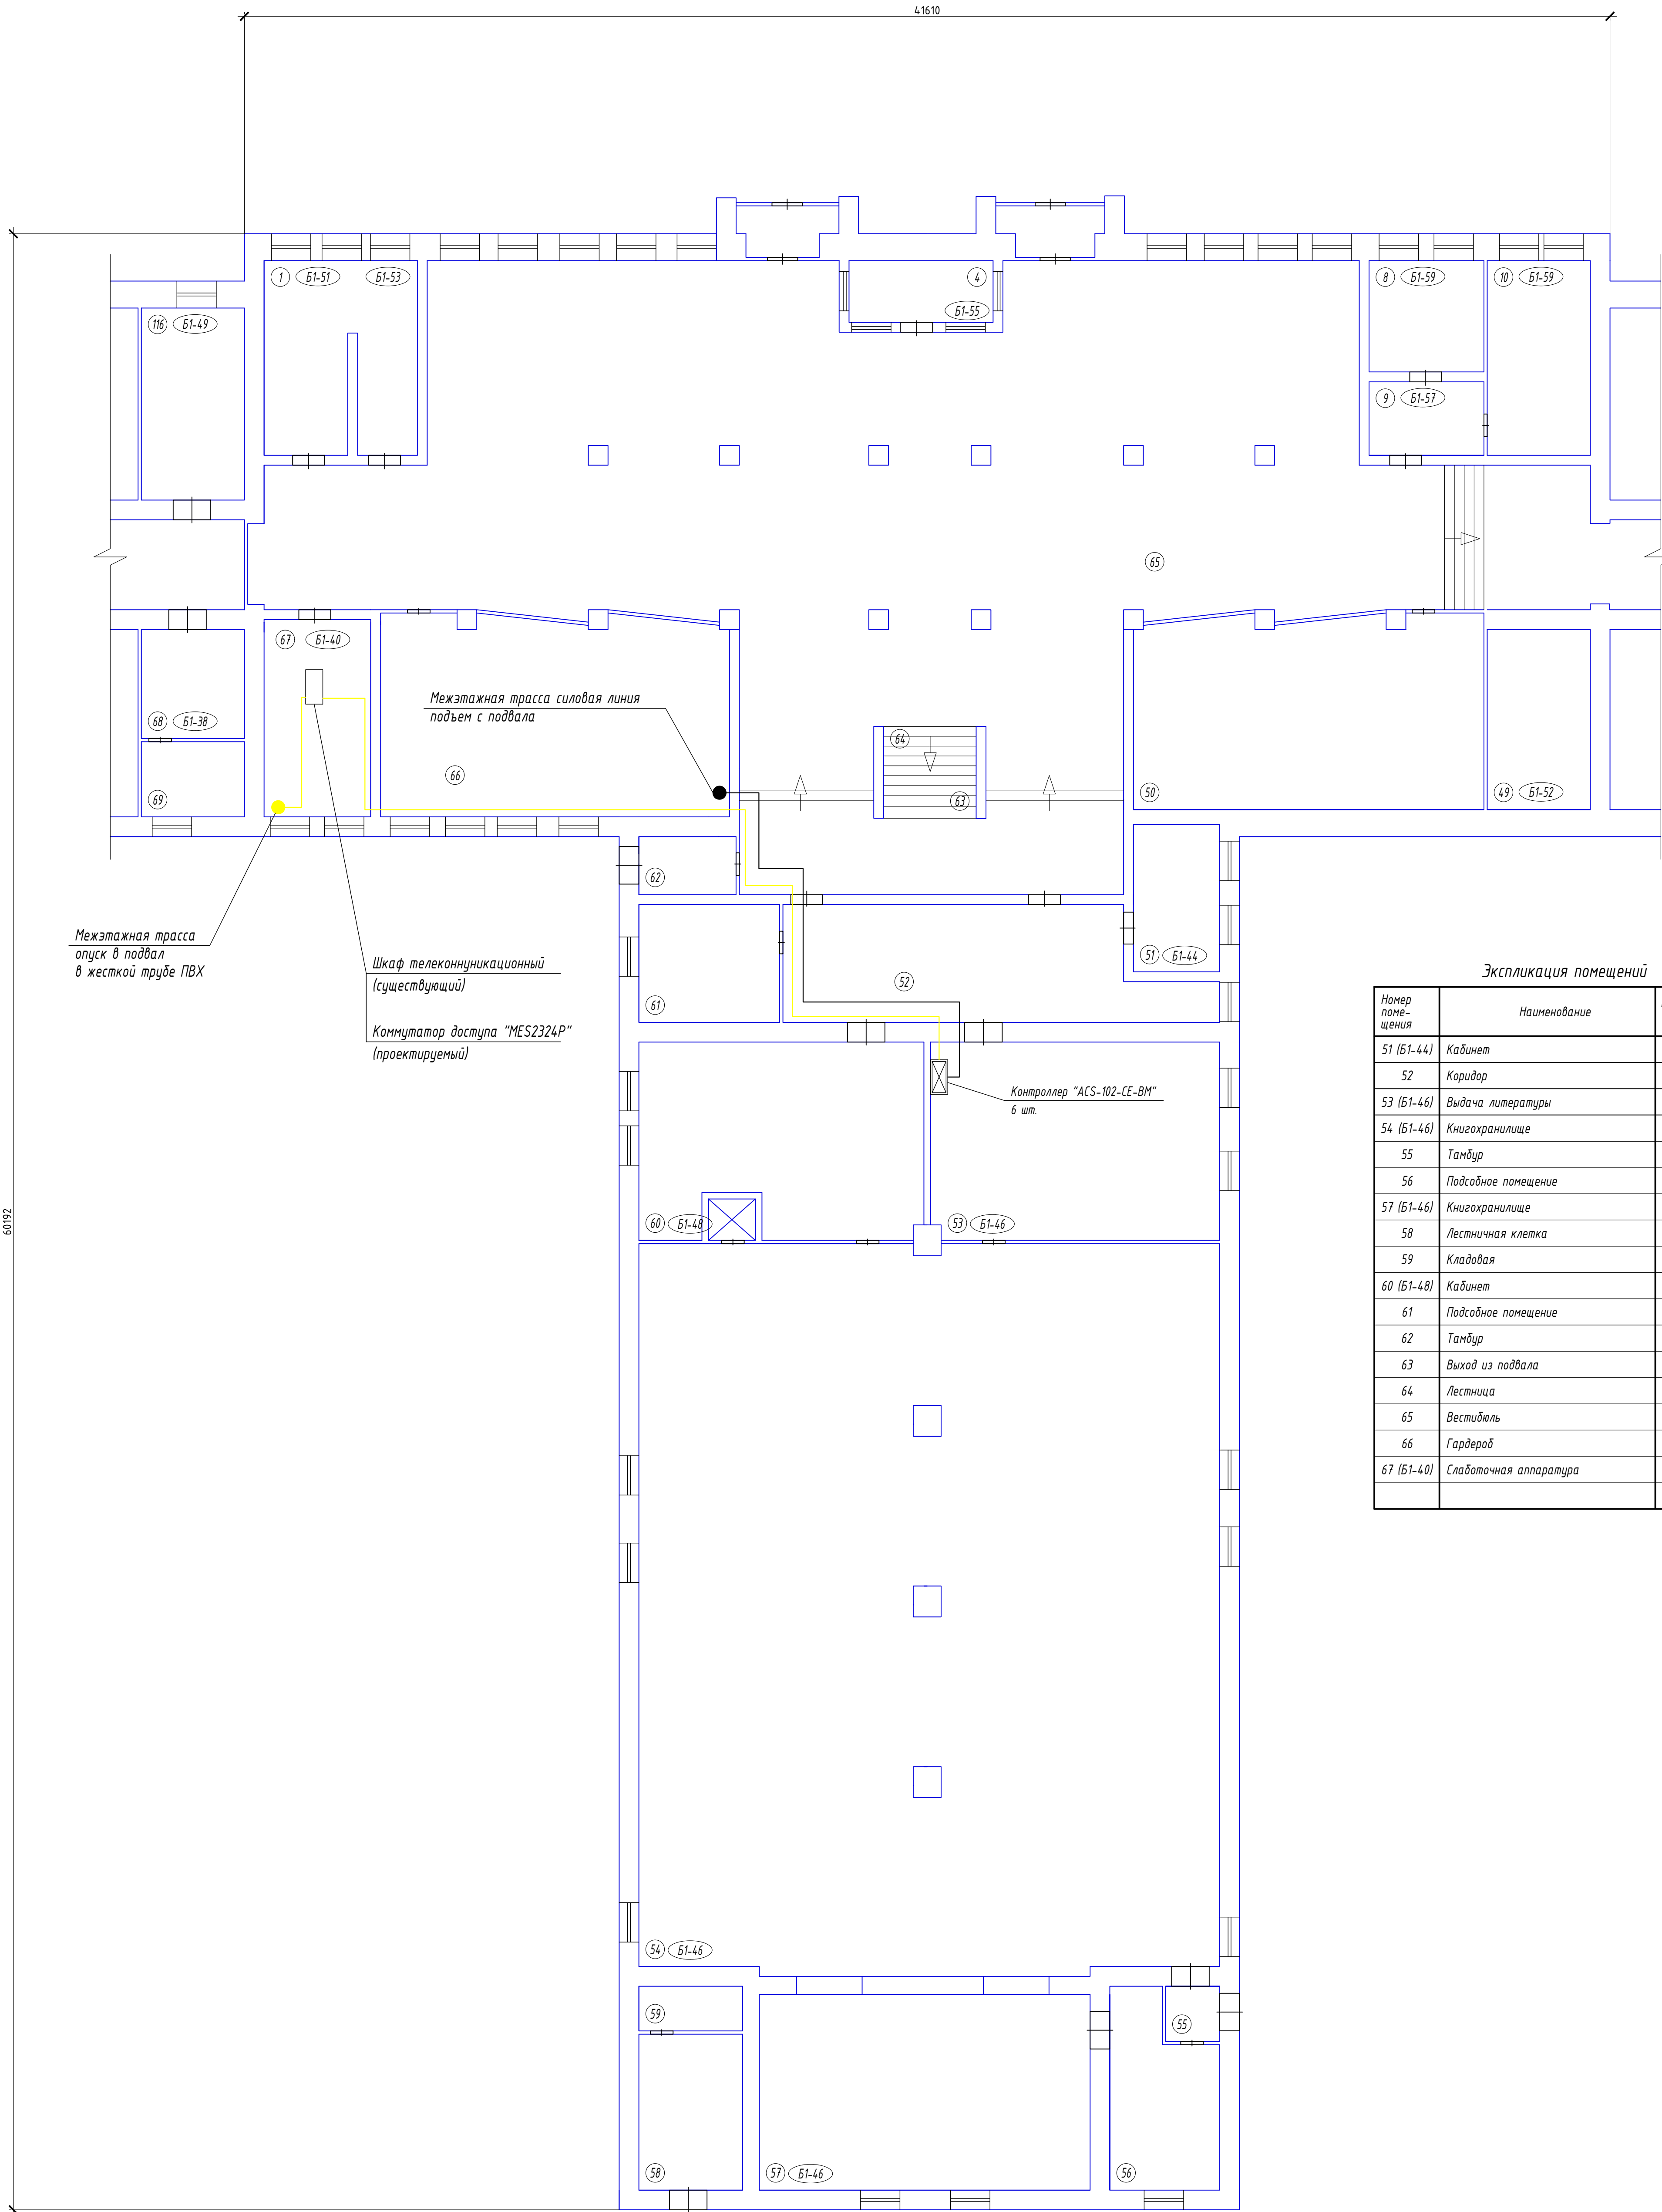 41610
60192
1 Б1-51 Б1-53
4
Б1-55
8 Б1-59
10 Б1-59
116 Б1-49
9 Б1-57
65
67 Б1-40
Межэтажная трасса силовая линия
подъем с подвала
68 Б1-38
64
66
69
63
50
49 Б1-52
62
Межэтажная трасса
опуск в подвал
в жесткой трубе ПВХ
Шкаф телеконнуникационный
(существующий)
Коммутатор доступа "MES2324P"
(проектируемый)
51 Б1-44
52
61
Контроллер "ACS-102-CE-BM"
6 шт.
60 Б1-48
53 Б1-46
54 Б1-46
59
55
58
57 Б1-46
56
Экспликация помещений
Номер
поме-
щения
Наименование
51 (Б1-44) Кабинет
52 Коридор
53 (Б1-46) Выдача литературы
54 (Б1-46) Книгохранилище
55 Тамбур
56 Подсобное помещение
57 (Б1-46) Книгохранилище
58 Лестничная клетка
59 Кладовая
60 (Б1-48) Кабинет
61 Подсобное помещение
62 Тамбур
63 Выход из подвала
64 Лестница
65 Вестибюль
66 Гардероб
67 (Б1-40) Слаботочная аппаратура